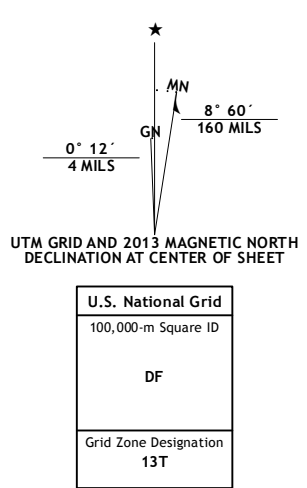 ★
MN
8° 60´
160 MILS
GN
0° 12´
4 MILS
UTM GRID AND 2013 MAGNETIC NORTH
DECLINATION AT CENTER OF SHEET
U.S. National Grid
100,000-m Square ID
DF
Grid Zone Designation
13T